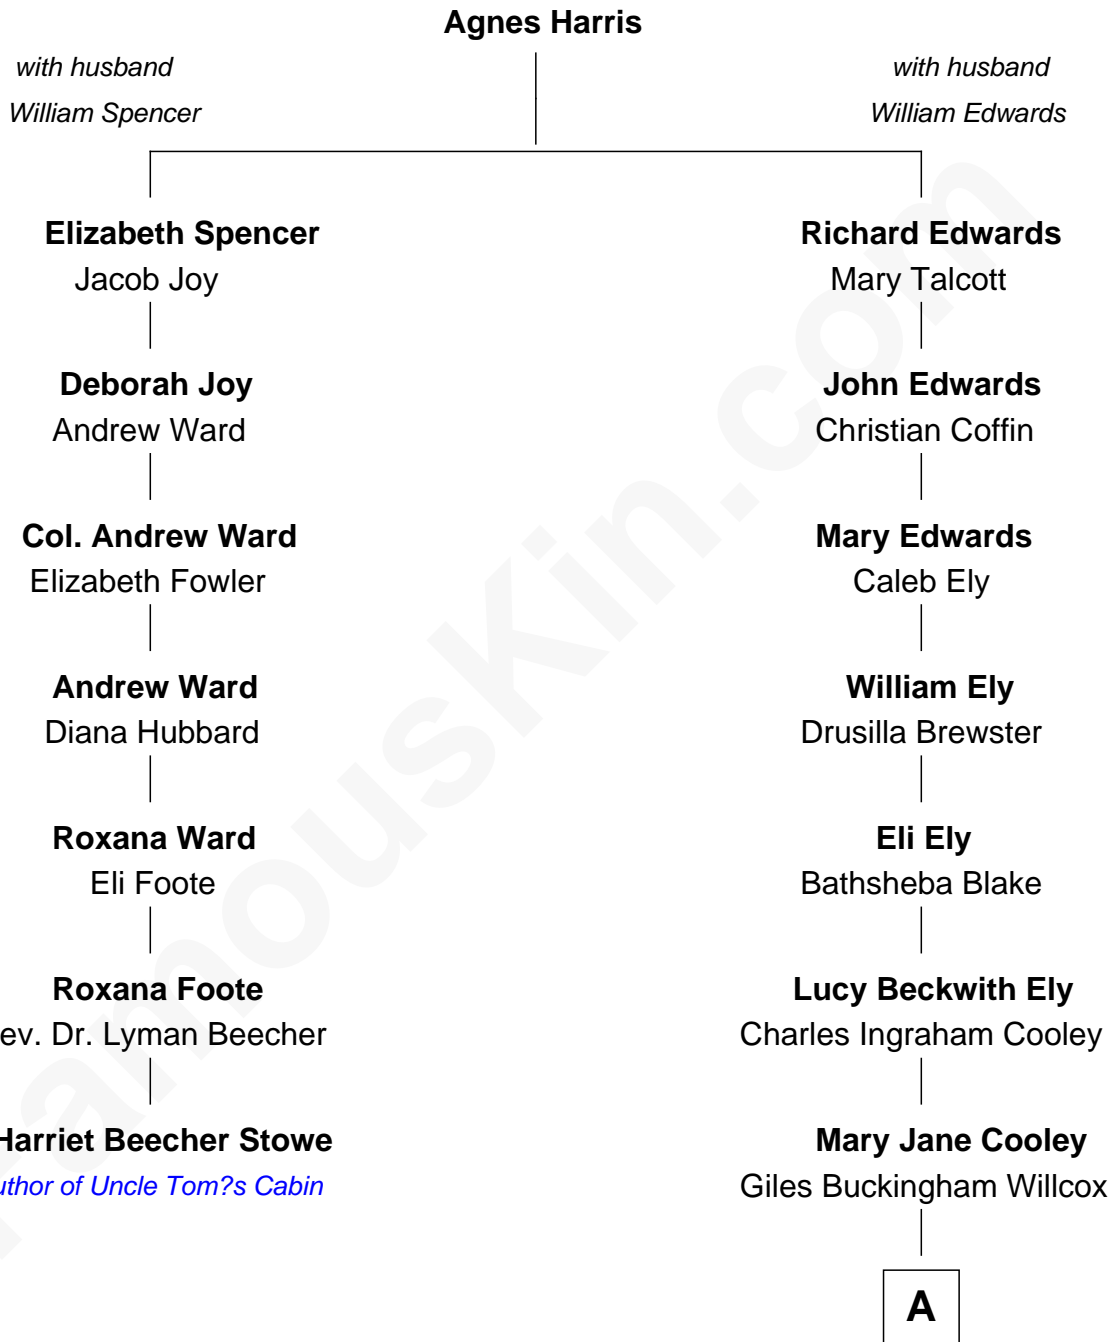 Agnes Harris
with husband
William Spencer
with husband
William Edwards
Elizabeth Spencer
Jacob Joy
Richard Edwards
Mary Talcott
Deborah Joy
Andrew Ward
John Edwards
Christian Coffin
Col. Andrew Ward
Elizabeth Fowler
Mary Edwards
Caleb Ely
Andrew Ward
Diana Hubbard
William Ely
Drusilla Brewster
Roxana Ward
Eli Foote
Eli Ely
Bathsheba Blake
Roxana Foote
ev. Dr. Lyman Beecher
Lucy Beckwith Ely
Charles Ingraham Cooley
Harriet Beecher Stowe
uthor of Uncle Tom?s Cabin
Mary Jane Cooley
Giles Buckingham Willcox
A
FamousKin.com